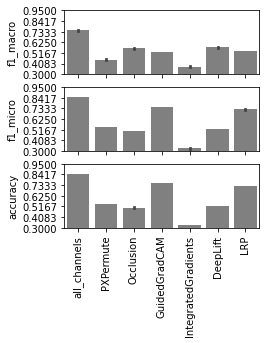 f1_macro
0.9500
0.8417
0.7333
0.6250
0.5167
0.4083
0.3000
f1_micro
0.9500
0.8417
0.7333
0.6250
0.5167
0.4083
0.3000
accuracy
0.9500
0.8417
0.7333
0.6250
0.5167
0.4083
0.3000
all_channels
PXPermute
Occlusion
GuidedGradCAM
IntegratedGradients
DeepLift
LRP